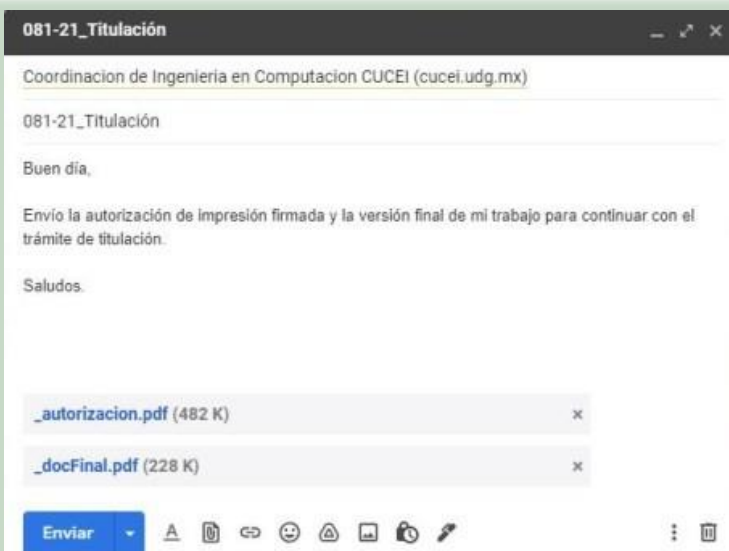 081-21_Titulación
Coordinacion de Ingenieria en Computacion CUCEI (cucei.udg.mx)
081-21_Titulación
Buen día,
Envío la autorización de impresión firmada y la versión final de mi trabajo para continuar con el
trámite de titulación.
Saludos.
_autorizacion.pdf (482 K)
_docFinal.pdf (228 K)
Enviar